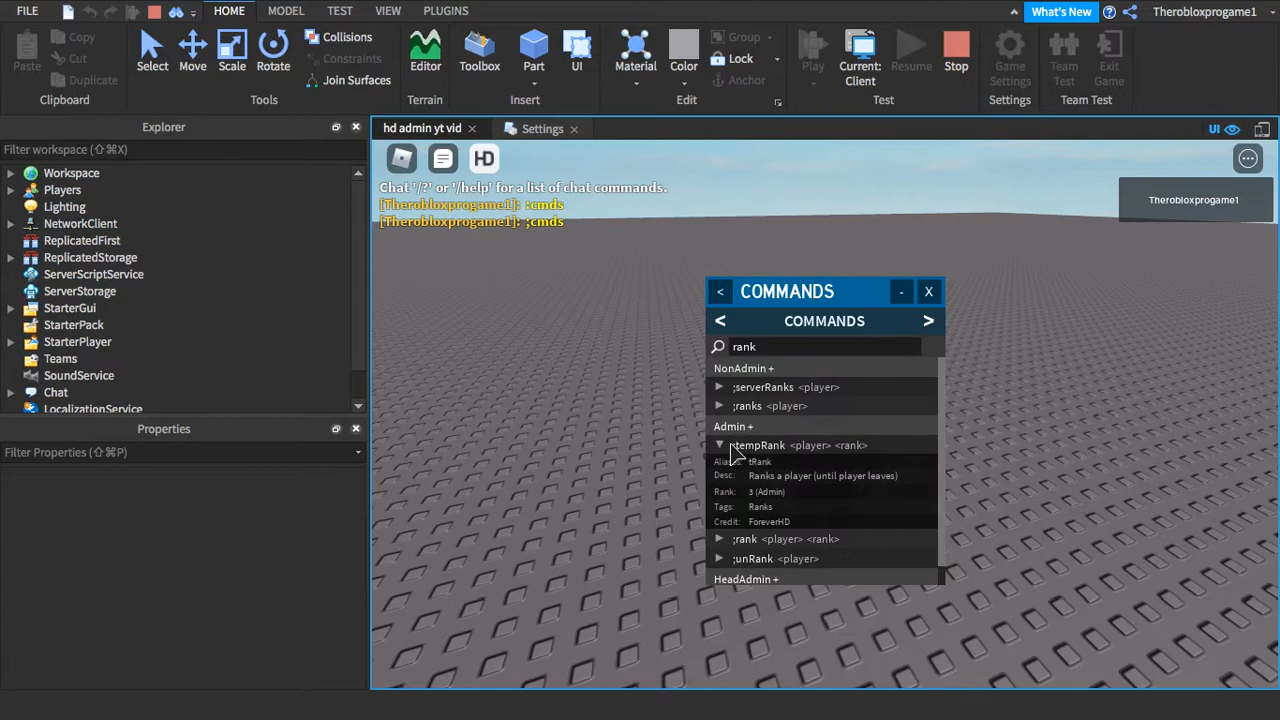 FILE HOME MODEL TEST VIEW PLUGINS What's New Therobloxprogame1
Paste Copy Cut Duplicate Select Move Scale Rotate Collisions Constraints Join Surfaces Editor Toolbox Part UI Material Color Group Lock Anchor Play Current: Client Resume Stop Game Settings Team Test Exit Game
Clipboard Tools Terrain Insert Edit Test Settings Team Test
Explorer
hd admin yt vid Settings UI
Filter workspace (⇧⌘X)
Workspace
Players
Lighting
NetworkClient
ReplicatedFirst
ReplicatedStorage
ServerScriptService
ServerStorage
StarterGui
StarterPack
StarterPlayer
Teams
SoundService
Chat
LocalizationService
Properties
Filter Properties (⇧⌘P)
HD
Chat '/?' or '/help' for a list of chat commands.
[Therobloxprogame1]: :cmds
[Therobloxprogame1]: ;cmds
Therobloxprogame1
< COMMANDS - X
< COMMANDS >
rank
NonAdmin +
;serverRanks <player>
;ranks <player>
Admin +
;tempRank <player> <rank>
tRank
Desc: Ranks a player (until player leaves)
Rank: 3 (Admin)
Tags: Ranks
Credit: ForeverHD
;rank <player> <rank>
;unRank <player>
HeadAdmin +